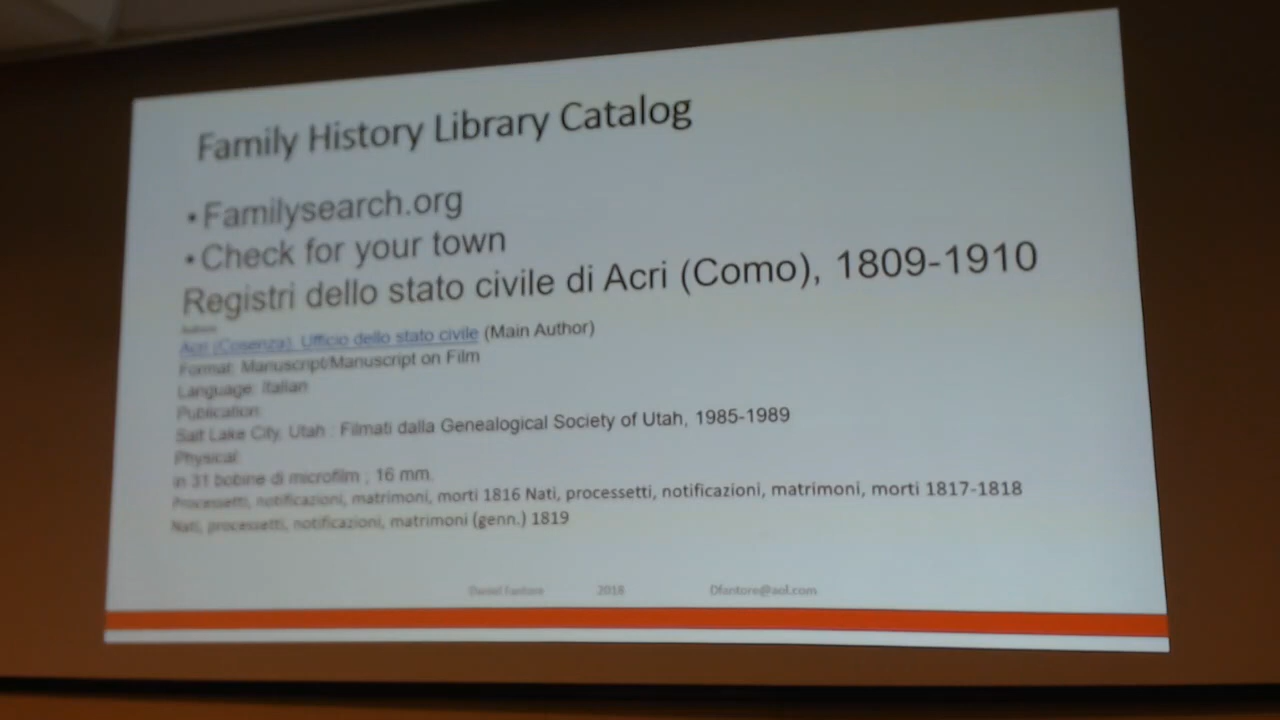 Family History Library Catalog
• Familysearch.org
• Check for your town
Registri dello stato civile di Acri (Como), 1809-1910
Authors
Acri (Cosenza). Ufficio dello stato civile (Main Author)
Format: Manuscript/Manuscript on Film
Language: Italian
Publication:
Salt Lake City, Utah : Filmati dalla Genealogical Society of Utah, 1985-1989
Physical:
in 31 bobine di microfilm ; 16 mm.
Processetti, notificazioni, matrimoni, morti 1816 Nati, processetti, notificazioni, matrimoni, morti 1817-1818
Nati, processetti, notificazioni, matrimoni (genn.) 1819
Daniel Fantore 2018 Dfantore@aol.com